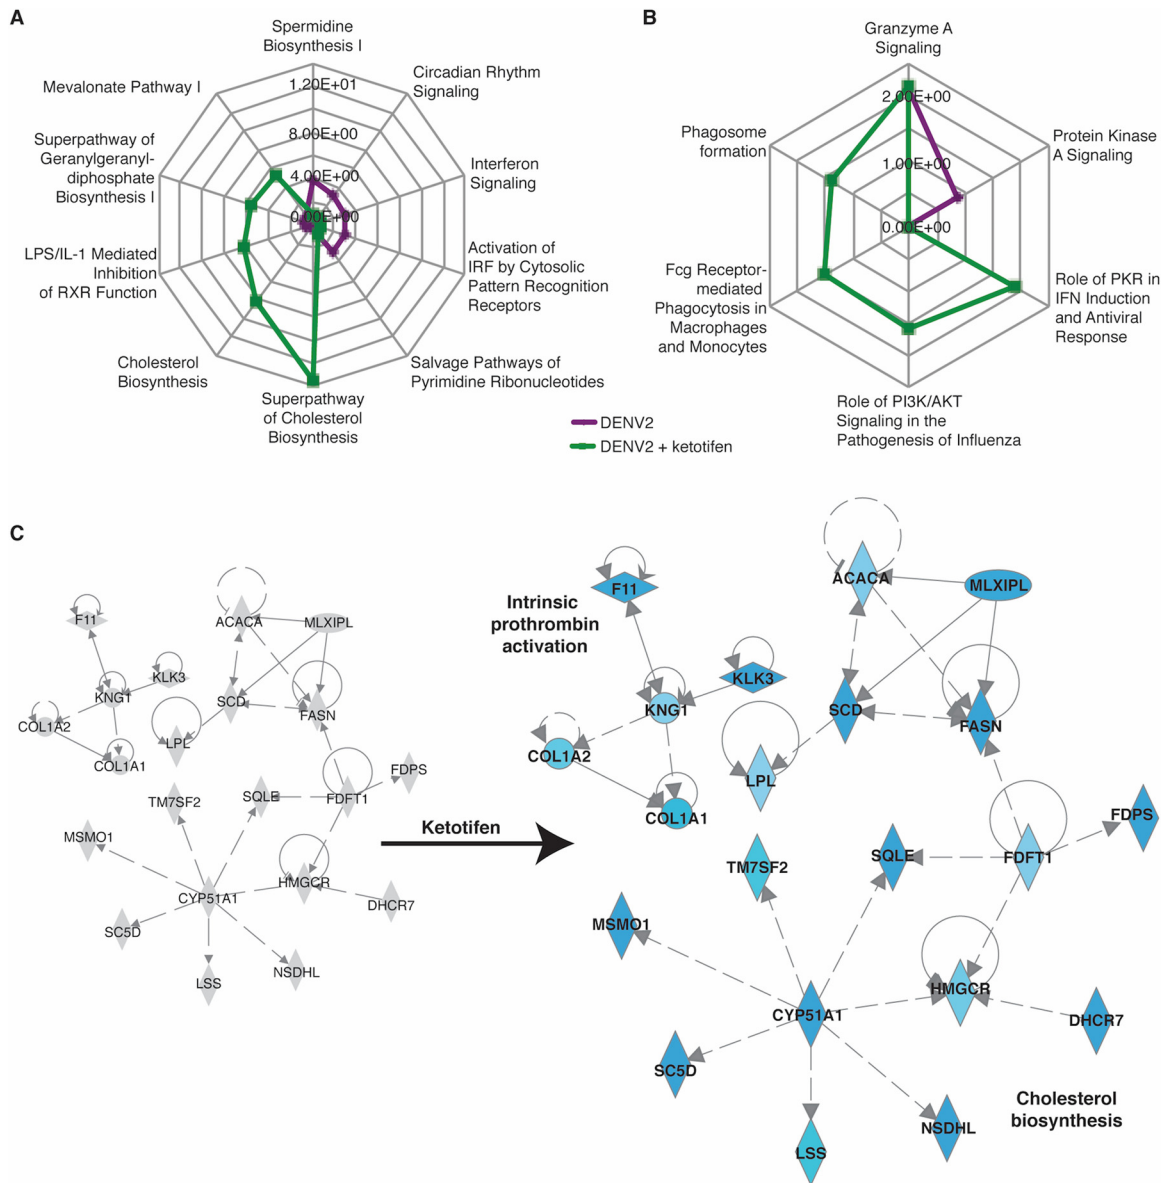 A
Spermidine
Biosynthesis I
Mevalonate Pathway I
Circadian Rhythm
Signaling
Superpathway of
Geranylgeranyl-
diphosphate
Biosynthesis I
Interferon
Signaling
LPS/IL-1 Mediated
Inhibition
of RXR Function
Activation of
IRF by Cytosolic
Pattern Recognition
Receptors
Cholesterol
Biosynthesis
Salvage Pathways of
Pyrimidine Ribonucleotides
Superpathway
of Cholesterol
Biosynthesis
1.20E+01
8.00E+00
4.00E+00
0.00E+00
B
Granzyme A
Signaling
Phagosome
formation
Protein Kinase
A Signaling
Fcg Receptor-
mediated
Phagocytosis in
Macrophages
and Monocytes
Role of PKR in
IFN Induction
and Antiviral
Response
Role of PI3K/AKT
Signaling in the
Pathogenesis of Influenza
2.00E+00
1.00E+00
0.00E+00
DENV2
DENV2 + ketotifen
C
F11
ACACA
MLXIPL
KLK3
KNG1
SCD
FASN
COL1A2
LPL
COL1A1
FDPS
TM7SF2
SQLE
FDFT1
MSMO1
HMGCR
CYP51A1
DHCR7
SC5D
NSDHL
LSS
Ketotifen
Intrinsic
prothrombin
activation
F11
ACACA
MLXIPL
KLK3
KNG1
SCD
FASN
COL1A2
LPL
COL1A1
FDPS
TM7SF2
SQLE
FDFT1
MSMO1
HMGCR
CYP51A1
DHCR7
SC5D
NSDHL
LSS
Cholesterol
biosynthesis